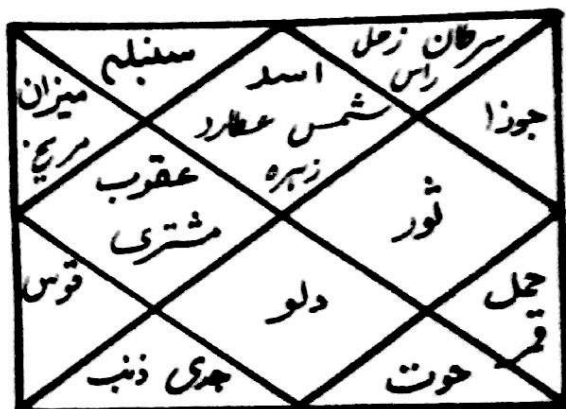 سرطان زحل
راس
سنبلہ
اسد
شمس عطارد
زہرہ
جوزا
میزان
مریخ
عقرب
مشتری
ثور
قوس
دلو
حمل
قمر
جدی ذنب
حوت